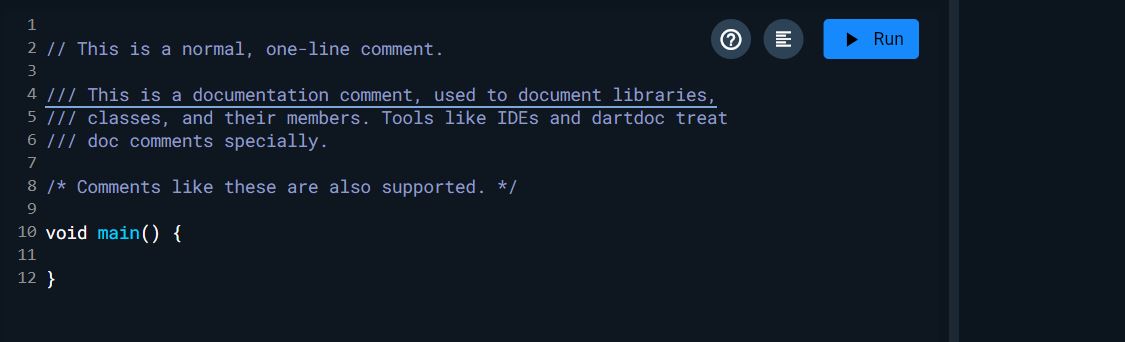 1
2 // This is a normal, one-line comment.
Run
3
4 /// This is a documentation comment, used to document libraries,
5 /// classes, and their members. Tools like IDEs and dartdoc treat
6 /// doc comments specially.
7
8 /* Comments like these are also supported. */
9
10 void main() {
11
12 }